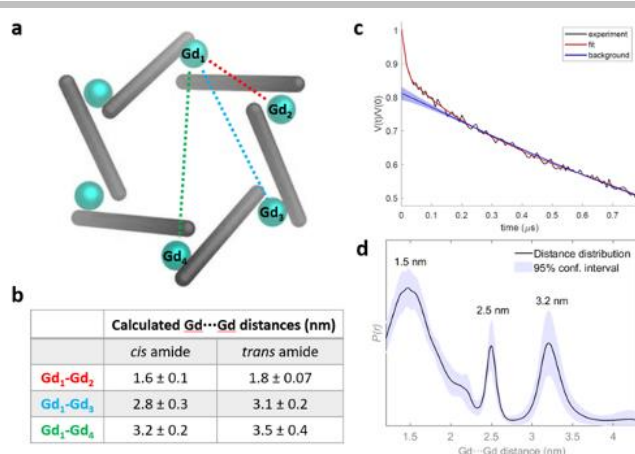 a
Gd1
Gd2
Gd3
Gd4
b
Calculated Gd···Gd distances (nm)
cis amide trans amide
Gd1-Gd2 1.6 ± 0.1 1.8 ± 0.07
Gd1-Gd3 2.8 ± 0.3 3.1 ± 0.2
Gd1-Gd4 3.2 ± 0.2 3.5 ± 0.4
c
experiment
fit
background
V(t)/V(0)
1
0.9
0.8
0.7
0.6
0.5
0 0.1 0.2 0.3 0.4 0.5 0.6 0.7
time (μs)
d
Distance distribution
95% conf. interval
1.5 nm
2.5 nm
3.2 nm
P(r)
1.5 2 2.5 3 3.5 4
Gd···Gd distance (nm)